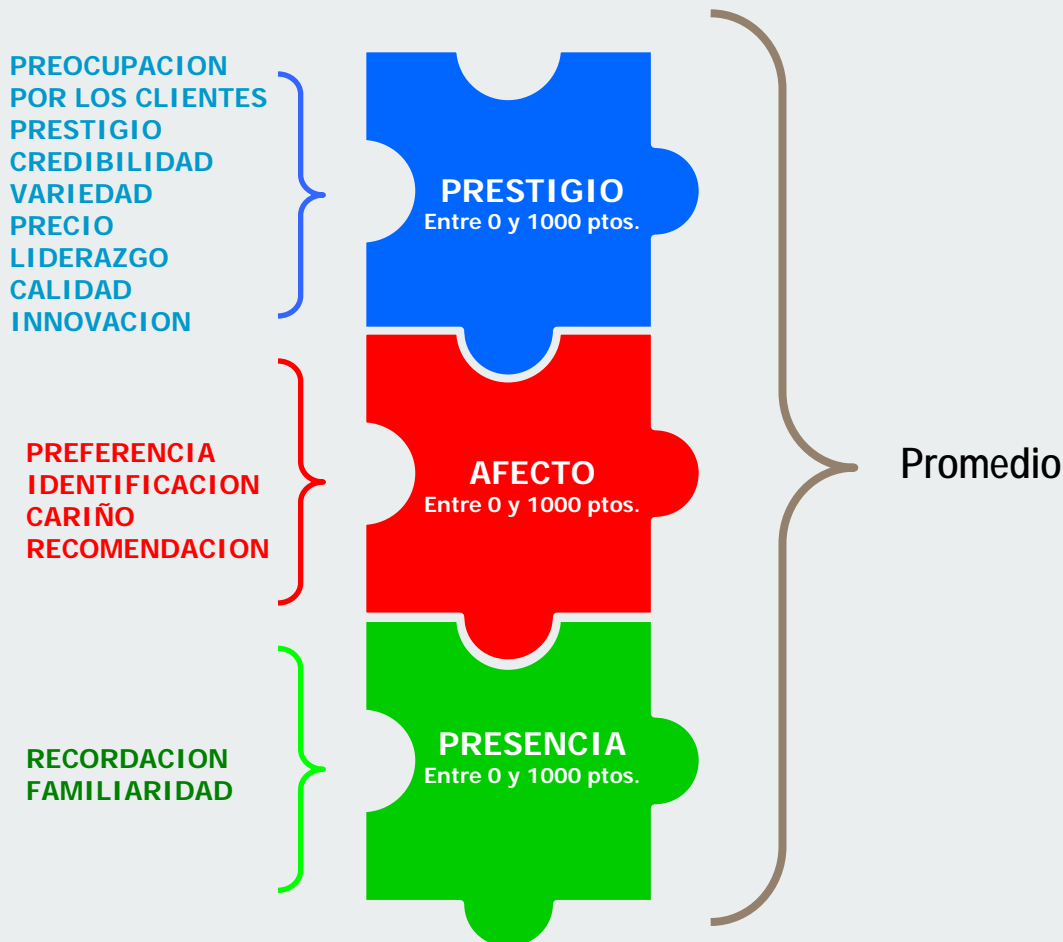 PREOCUPACION
POR LOS CLIENTES
PRESTIGIO
CREDIBILIDAD
VARIEDAD
PRECIO
LIDERAZGO
CALIDAD
INNOVACION
PRESTIGIO
Entre 0 y 1000 ptos.
PREFERENCIA
IDENTIFICACION
CARIÑO
RECOMENDACION
AFECTO
Entre 0 y 1000 ptos.
RECORDACION
FAMILIARIDAD
PRESENCIA
Entre 0 y 1000 ptos.
Promedio